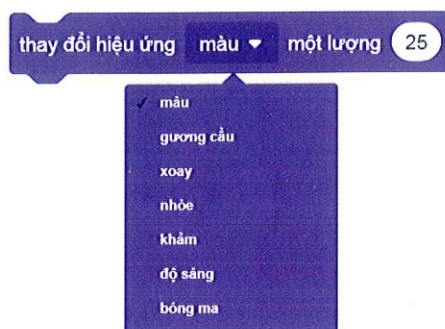 thay đổi hiệu ứng màu một lượng 25
màu
gương cầu
xoay
nhòe
khảm
độ sáng
bóng ma